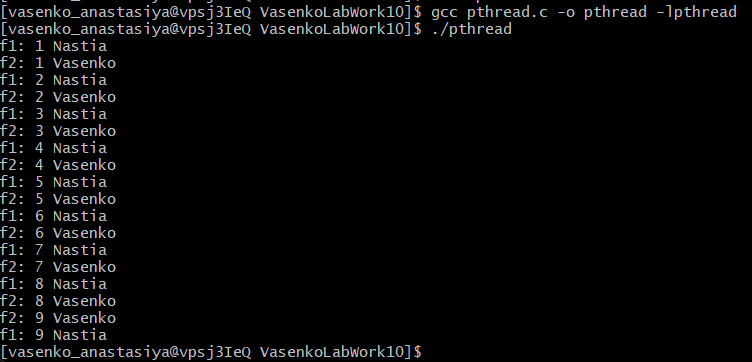 [vasenko_anastasiya@vpsj3IeQ VasenkoLabWork10]$ gcc pthread.c -o pthread -lpthread
[vasenko_anastasiya@vpsj3IeQ VasenkoLabWork10]$ ./pthread
f1: 1 Nastia
f2: 1 Vasenko
f1: 2 Nastia
f2: 2 Vasenko
f1: 3 Nastia
f2: 3 Vasenko
f1: 4 Nastia
f2: 4 Vasenko
f1: 5 Nastia
f2: 5 Vasenko
f1: 6 Nastia
f2: 6 Vasenko
f1: 7 Nastia
f2: 7 Vasenko
f1: 8 Nastia
f2: 8 Vasenko
f2: 9 Vasenko
f1: 9 Nastia
[vasenko_anastasiya@vpsj3IeQ VasenkoLabWork10]$